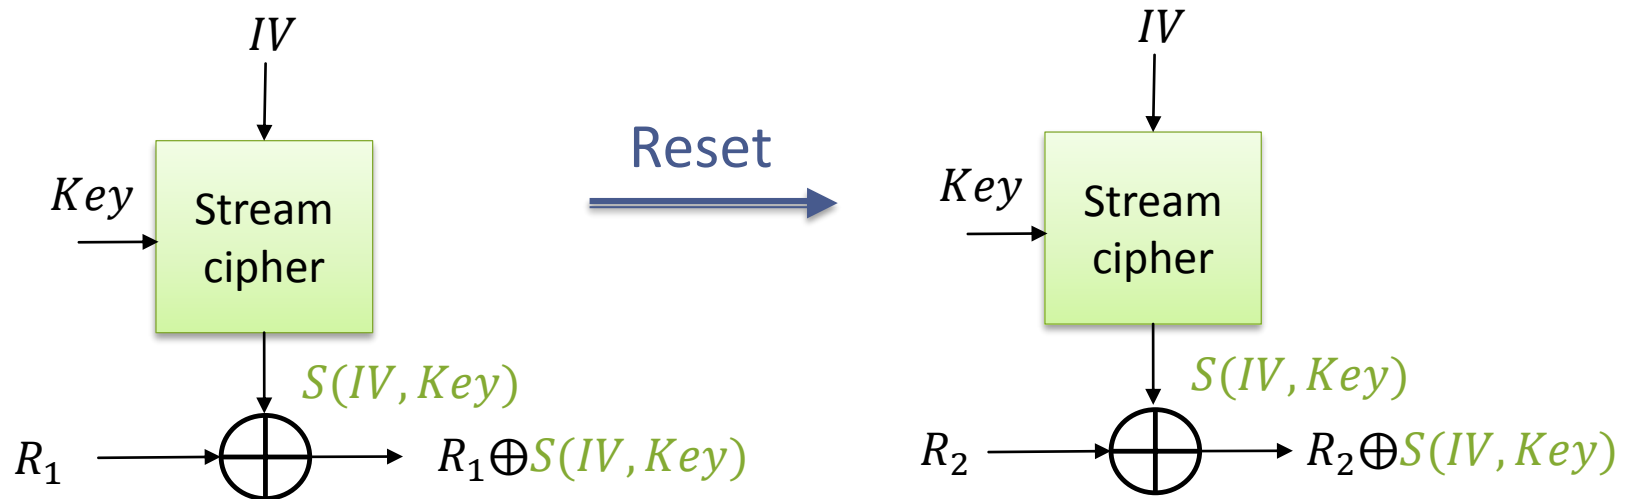 IV
Key
Stream
cipher
S(IV, Key)
R₁
R₁⊕S(IV, Key)
Reset
IV
Key
Stream
cipher
S(IV, Key)
R₂
R₂⊕S(IV, Key)